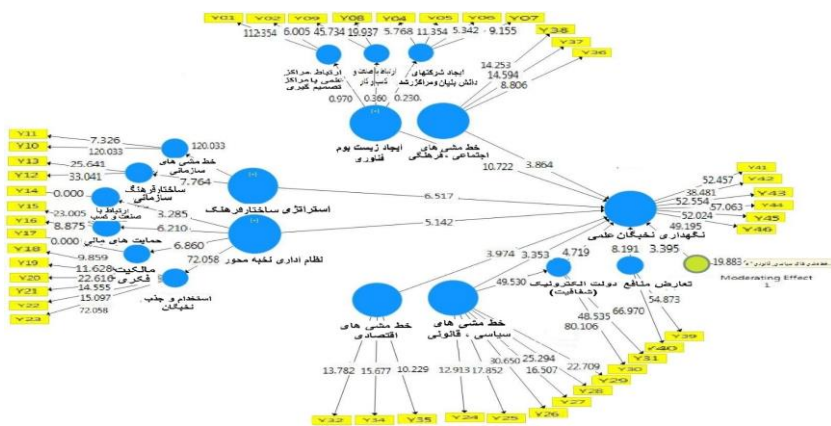 Y01 Y02 Y09 Y08 Y04 Y05 Y06 Y07
Y38
Y37
Y36
112.354 6.005 45.734 19.937 5.768 11.354 5.342 9.155
14.253
14.594
8.806
ارتباط مراکز
علمی با مراکز
تصمیم گیری
ارتباط با صنعت و
کسب و کار
ایجاد شرکتهای
دانش بنیان ومراکز رشد
0.970 0.360 0.230
ایجاد زیست بوم
فناوری
خط مشی های
اجتماعی ،فرهنگی
10.722 3.864
Y11
Y10
Y13
Y12
Y14
Y15
Y16
Y17
Y18
Y19
Y20
Y21
Y22
Y23
7.326
120.033
25.641
33.041
0.000
23.005
8.875
0.000
9.859
11.628
22.616
14.555
15.097
72.058
120.033
خط مشی های
سازمانی
7.764
ساختارفرهنگ
سازمانی
3.285
ارتباط با
صنعت و کسب
6.210
حمایت های مالی
6.860
مالکیت
فکری
72.058
استخدام و جذب
نخبگان
استراتژی ساختارفرهنگ
نظام اداری نخبه محور
6.517
5.142
Y41
Y42
Y43
Y44
Y45
Y46
52.457
38.481
52.554
57.063
52.024
49.195
نگهداری نخبگان علمی
3.974 3.353 4.719 8.191 3.395
19.883
Moderating Effect
1
49.530
دولت الکترونیک
(شفافیت)
تعارض منافع
48.535
80.106
66.970
54.873
خط مشی های
اقتصادی
خط مشی های
سیاسی ، قانونی
13.782 15.677 10.229
12.913 17.852 30.650 16.507 25.294 22.709
Y32 Y34 Y35 Y24 Y25 Y26 Y27 Y28 Y29 Y30 Y31 Y40 Y39